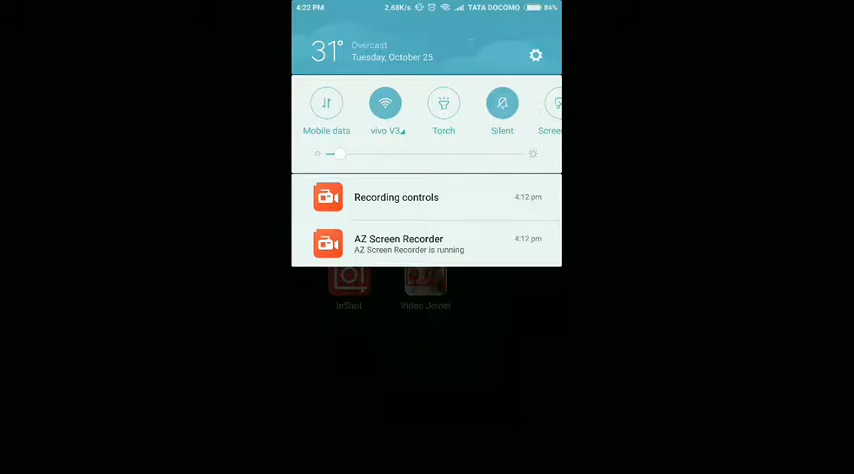 4:22 PM 2.68K/s TATA DOCOMO 84%
31° Overcast
Tuesday, October 25
Mobile data vivo V3 Torch Silent Screen
Recording controls 4:12 pm
AZ Screen Recorder 4:12 pm
AZ Screen Recorder is running
InShot Video Joiner